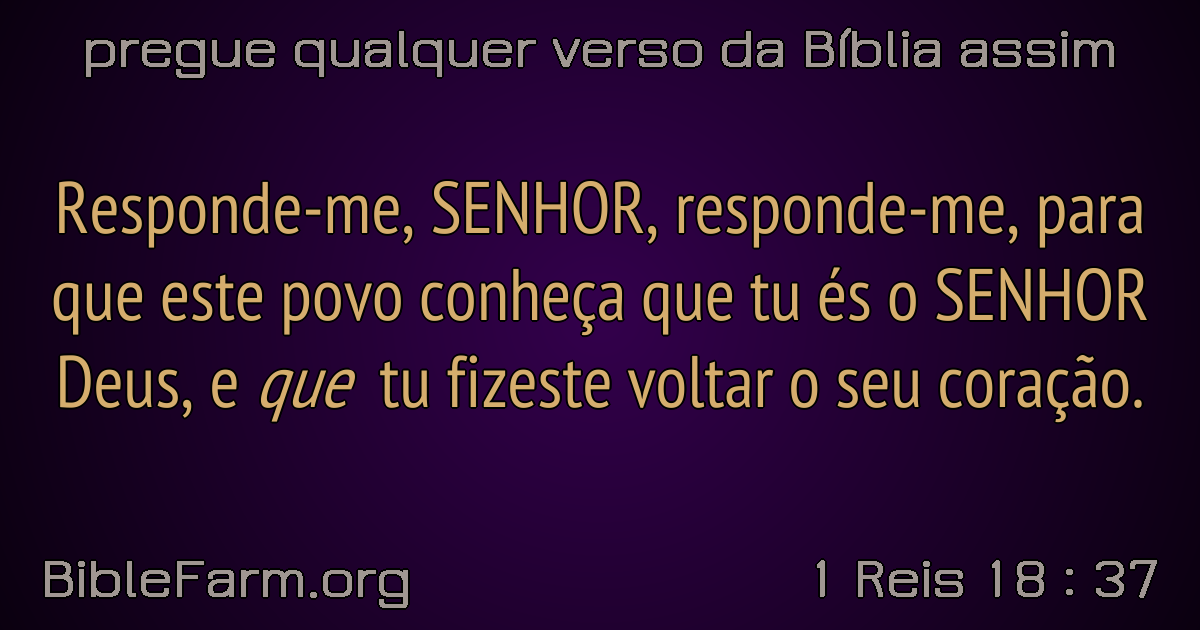 pregue qualquer verso da Bíblia assim
Responde-me, SENHOR, responde-me, para
que este povo conheça que tu és o SENHOR
Deus, e que tu fizeste voltar o seu coração.
BibleFarm.org
1 Reis 18 : 37